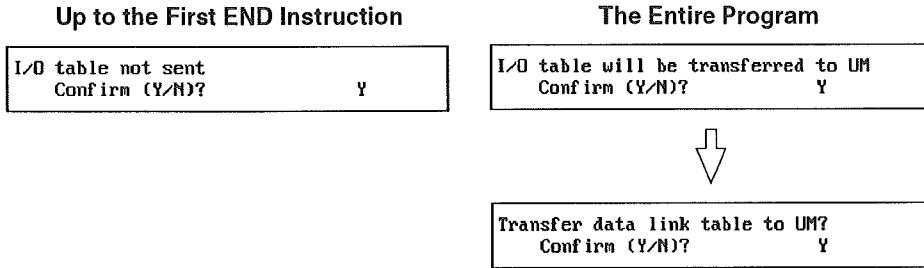 Up to the First END Instruction
I/O table not sent
Confirm (Y/N)? Y
The Entire Program
I/O table will be transferred to UM
Confirm (Y/N)? Y
Transfer data link table to UM?
Confirm (Y/N)? Y